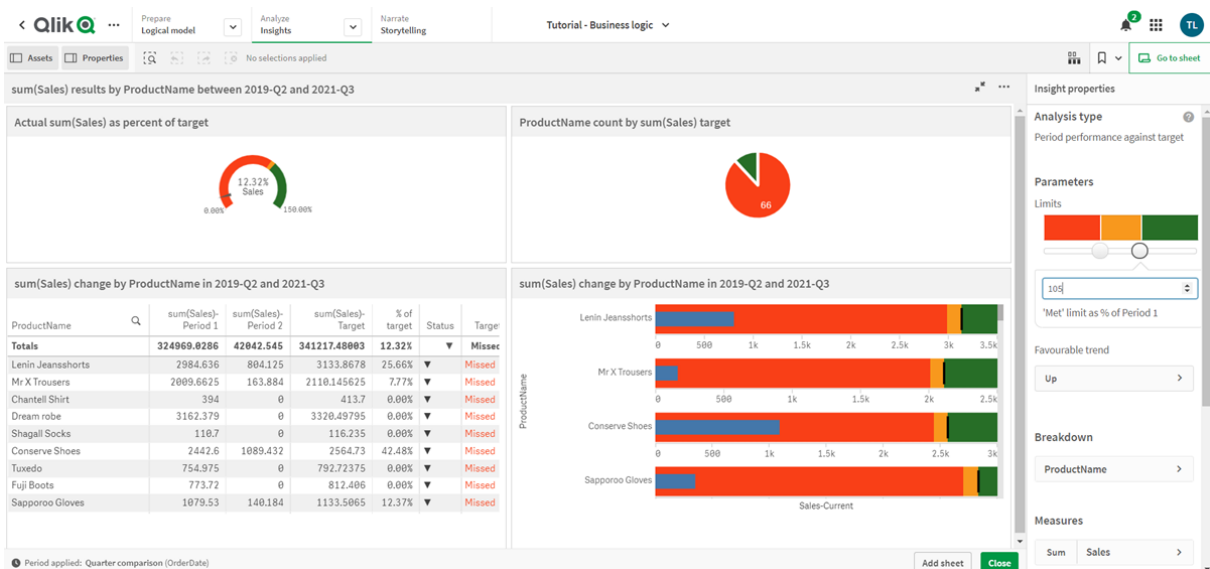 Qlik
Prepare
Logical model
Analyze
Insights
Narrate
Storytelling
Tutorial - Business logic
2
TL
Assets
Properties
No selections applied
Go to sheet
sum(Sales) results by ProductName between 2019-Q2 and 2021-Q3
Insight properties
Actual sum(Sales) as percent of target
12.32%
Sales
0.00%
150.00%
ProductName count by sum(Sales) target
66
Analysis type
Period performance against target
Parameters
Limits
105
'Met' limit as % of Period 1
Favourable trend
Up
Breakdown
ProductName
Measures
Sum Sales
sum(Sales) change by ProductName in 2019-Q2 and 2021-Q3
ProductName sum(Sales)-Period 1 sum(Sales)-Period 2 sum(Sales)-Target % of target Status Target
Totals 324969.0286 42042.545 341217.48003 12.32% Missed
Lenin Jeansshorts 2984.636 804.125 3133.8678 25.66% Missed
Mr X Trousers 2009.6625 163.884 2110.145625 7.77% Missed
Chantell Shirt 394 0 413.7 0.00% Missed
Dream robe 3162.379 0 3320.49795 0.00% Missed
Shagall Socks 110.7 0 116.235 0.00% Missed
Conserve Shoes 2442.6 1089.432 2564.73 42.48% Missed
Tuxedo 754.975 0 792.72375 0.00% Missed
Fuji Boots 773.72 0 812.406 0.00% Missed
Sapporoo Gloves 1079.53 140.184 1133.5065 12.37% Missed
sum(Sales) change by ProductName in 2019-Q2 and 2021-Q3
ProductName
Lenin Jeansshorts
0 500 1k 1.5k 2k 2.5k 3k 3.5k
Mr X Trousers
0 500 1k 1.5k 2k 2.5k
Conserve Shoes
0 500 1k 1.5k 2k 2.5k 3k
Sapporoo Gloves
Sales-Current
Period applied: Quarter comparison (OrderDate)
Add sheet
Close